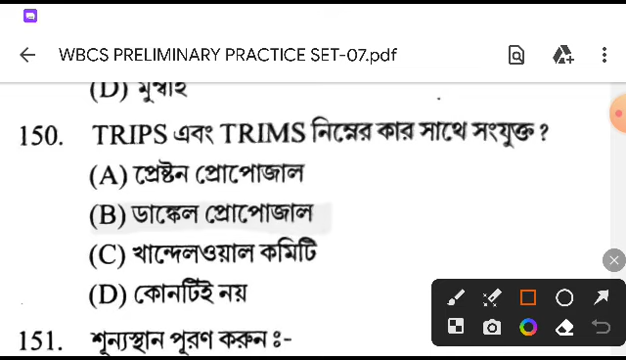 WBCS PRELIMINARY PRACTICE SET-07.pdf
(D) মুম্বাই
150. TRIPS এবং TRIMS নিম্নের কার সাথে সংযুক্ত ?
(A) প্রেষ্টন প্রোপোজাল
(B) ডাঙ্কেল প্রোপোজাল
(C) খান্দেলওয়াল কমিটি
(D) কোনটিই নয়
151. শূন্যস্থান পূরণ করুন ঃ-